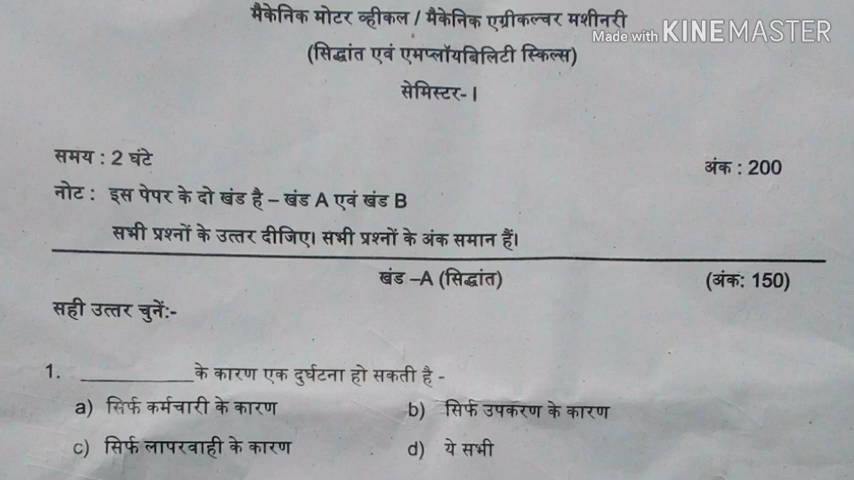 मैकेनिक मोटर व्हीकल / मैकेनिक एग्रीकल्चर मशीनरी
Made with KINEMASTER
(सिद्धांत एवं एमप्लॉयबिलिटी स्किल्स)
सेमिस्टर- I
समय : 2 घंटे अंक : 200
नोट : इस पेपर के दो खंड है – खंड A एवं खंड B
सभी प्रश्नों के उत्तर दीजिए। सभी प्रश्नों के अंक समान हैं।
खंड –A (सिद्धांत) (अंक: 150)
सही उत्तर चुनें:-
1. __________ के कारण एक दुर्घटना हो सकती है -
a) सिर्फ कर्मचारी के कारण b) सिर्फ उपकरण के कारण
c) सिर्फ लापरवाही के कारण d) ये सभी